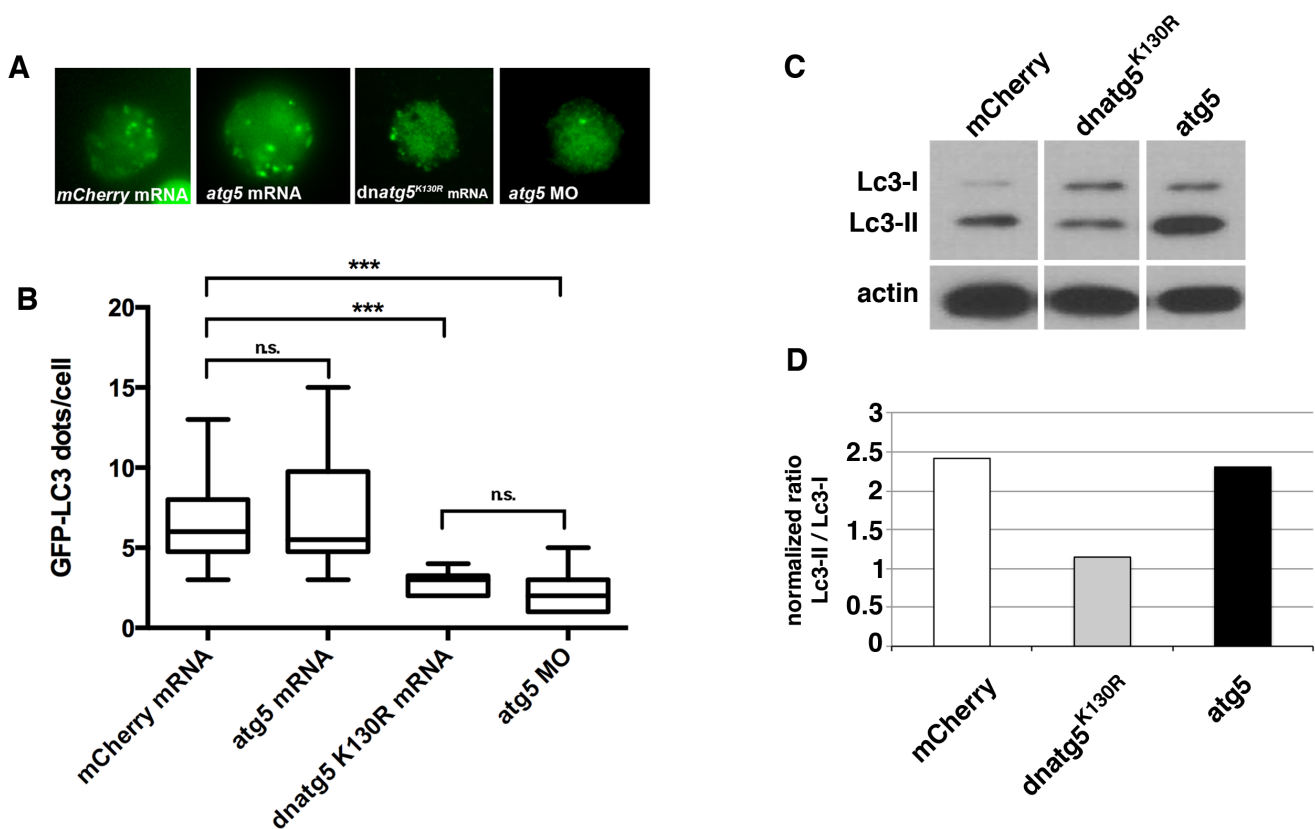 A
mCherry mRNA
atg5 mRNA
dnatg5K130R mRNA
atg5 MO
B
***
***
n.s.
n.s.
GFP-LC3 dots/cell
20
15
10
5
0
mCherry mRNA
atg5 mRNA
dnatg5 K130R mRNA
atg5 MO
C
mCherry
dnatg5K130R
atg5
Lc3-I
Lc3-II
actin
D
normalized ratio
Lc3-II / Lc3-I
3
2.5
2
1.5
1
0.5
0
mCherry
dnatg5K130R
atg5